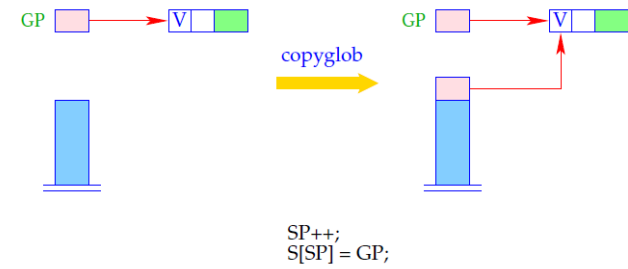 GP V GP V
copyglob
SP++;
S[SP] = GP;